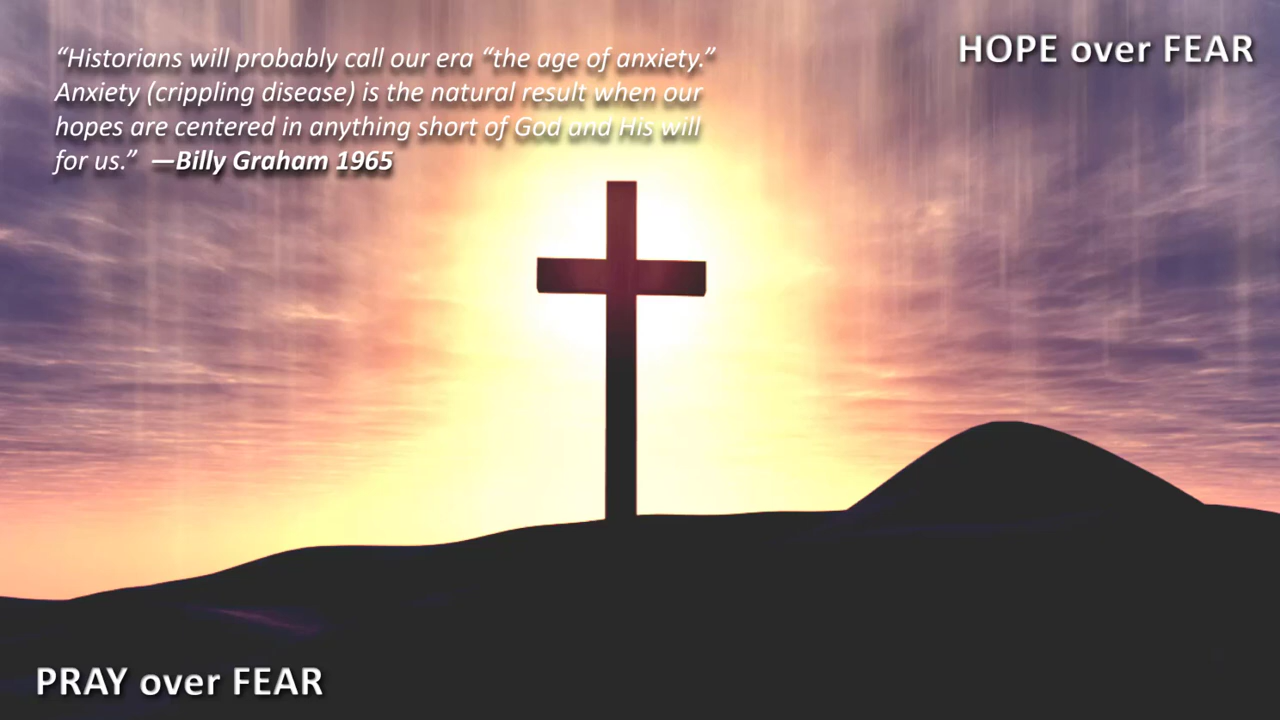 “Historians will probably call our era “the age of anxiety.”
Anxiety (crippling disease) is the natural result when our
hopes are centered in anything short of God and His will
for us.” —Billy Graham 1965
HOPE over FEAR
PRAY over FEAR